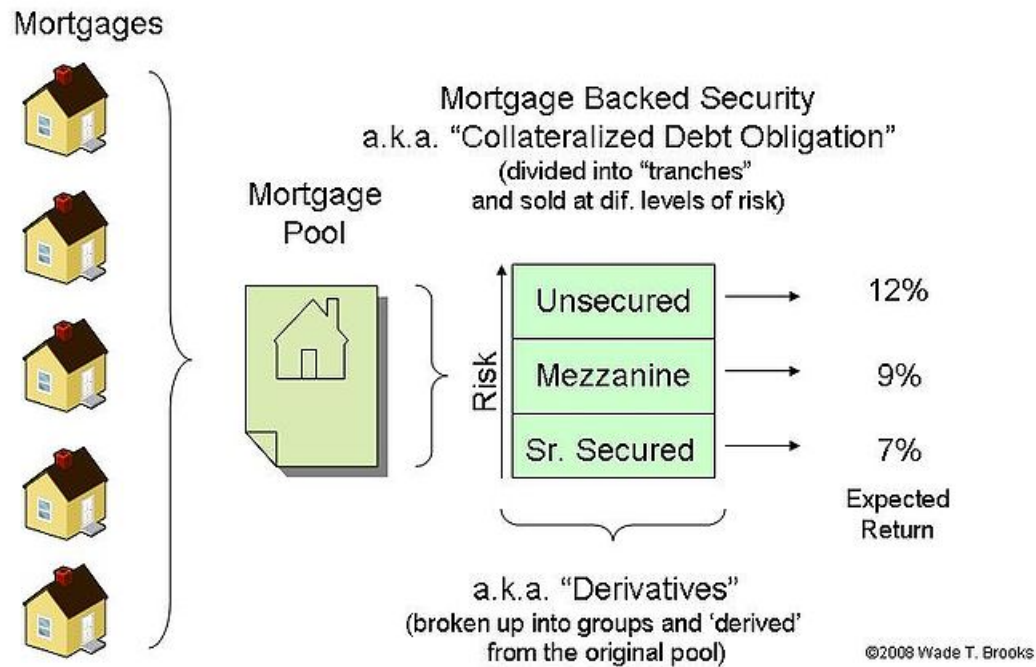 Mortgages
Mortgage Backed Security
a.k.a. “Collateralized Debt Obligation”
(divided into “tranches”
and sold at dif. levels of risk)
Mortgage
Pool
Risk
Unsecured
12%
Mezzanine
9%
Sr. Secured
7%
Expected
Return
a.k.a. “Derivatives”
(broken up into groups and ‘derived’
from the original pool)
©2008 Wade T. Brooks